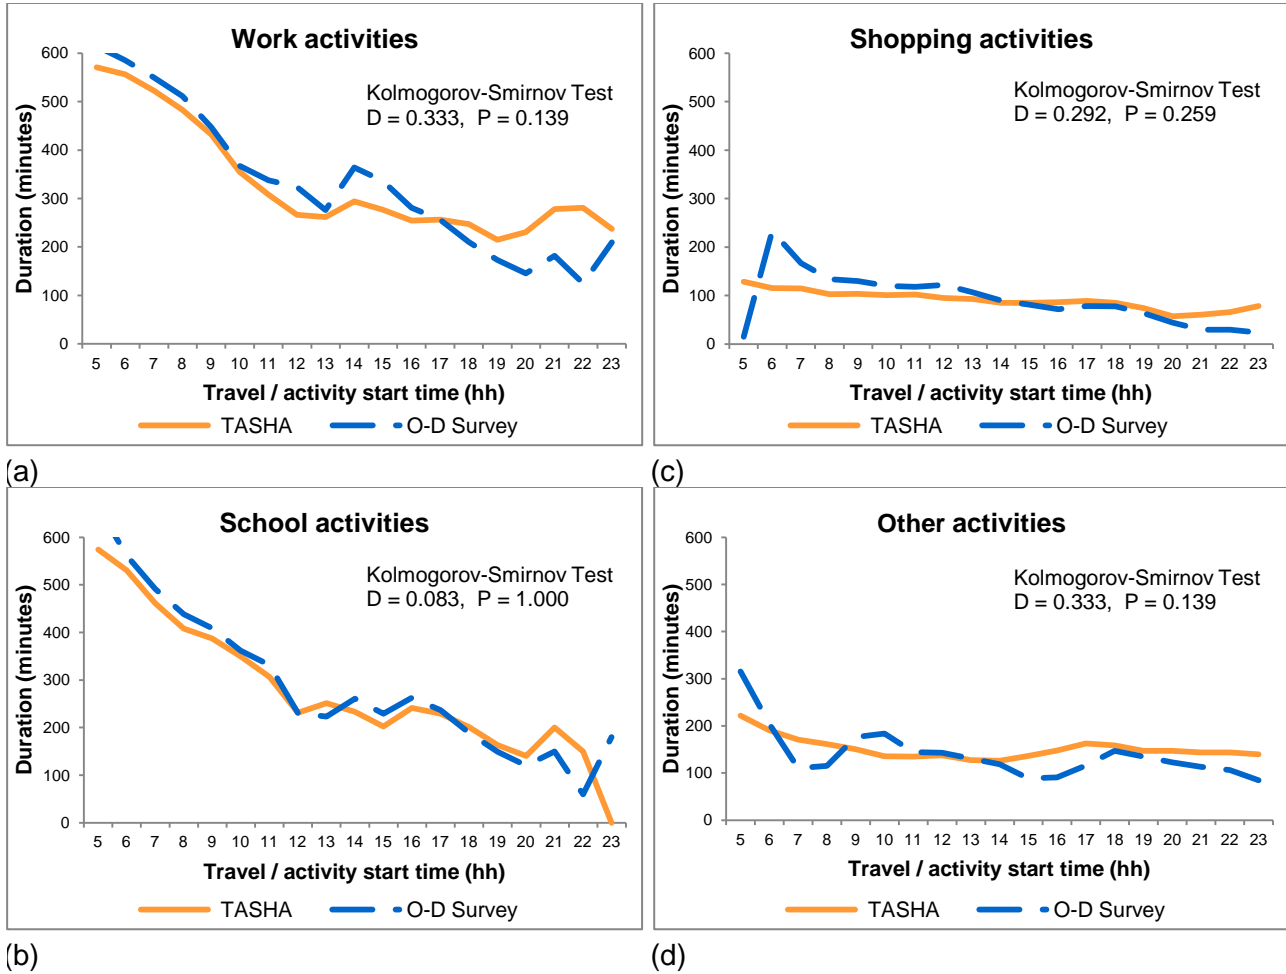 Work activities
Kolmogorov-Smirnov Test
D = 0.333, P = 0.139
Duration (minutes)
600
500
400
300
200
100
0
5 6 7 8 9 10 11 12 13 14 15 16 17 18 19 20 21 22 23
Travel / activity start time (hh)
TASHA O-D Survey
(a)
Shopping activities
Kolmogorov-Smirnov Test
D = 0.292, P = 0.259
Duration (minutes)
600
500
400
300
200
100
0
5 6 7 8 9 10 11 12 13 14 15 16 17 18 19 20 21 22 23
Travel / activity start time (hh)
TASHA O-D Survey
(c)
School activities
Kolmogorov-Smirnov Test
D = 0.083, P = 1.000
Duration (minutes)
600
500
400
300
200
100
0
5 6 7 8 9 10 11 12 13 14 15 16 17 18 19 20 21 22 23
Travel / activity start time (hh)
TASHA O-D Survey
(b)
Other activities
Kolmogorov-Smirnov Test
D = 0.333, P = 0.139
Duration (minutes)
600
500
400
300
200
100
0
5 6 7 8 9 10 11 12 13 14 15 16 17 18 19 20 21 22 23
Travel / activity start time (hh)
TASHA O-D Survey
(d)